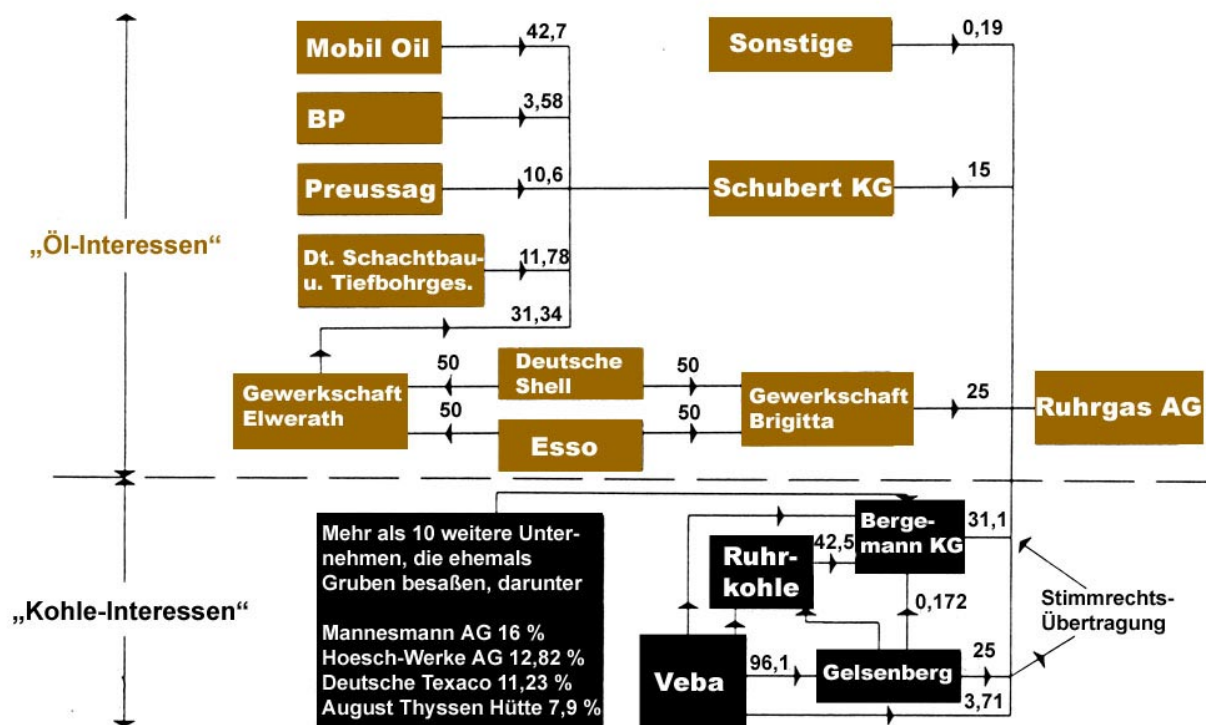 Mobil Oil
42,7
Sonstige
0,19
BP
3,58
Preussag
10,6
Schubert KG
15
„Öl-Interessen“
Dt. Schachtbau-
u. Tiefbohrges.
11,78
31,34
Gewerkschaft
Elwerath
50
50
Deutsche
Shell
Esso
50
50
Gewerkschaft
Brigitta
25
Ruhrgas AG
„Kohle-Interessen“
Mehr als 10 weitere Unter-
nehmen, die ehemals
Gruben besaßen, darunter
Mannesmann AG 16 %
Hoesch-Werke AG 12,82 %
Deutsche Texaco 11,23 %
August Thyssen Hütte 7,9 %
Ruhr-
kohle
42,5
Berge-
mann KG
31,1
0,172
Stimmrechts-
Übertragung
Veba
96,1
Gelsenberg
25
3,71